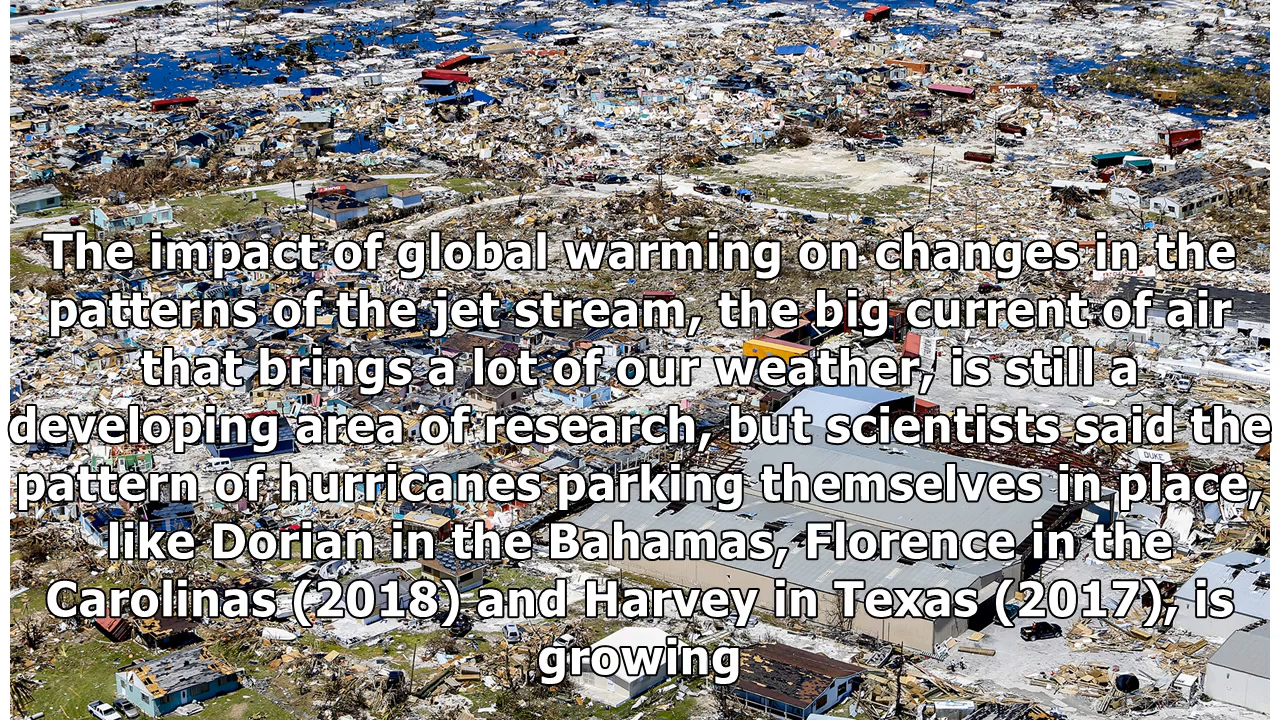 The impact of global warming on changes in the
patterns of the jet stream, the big current of air
that brings a lot of our weather, is still a
developing area of research, but scientists said the
pattern of hurricanes parking themselves in place,
like Dorian in the Bahamas, Florence in the
Carolinas (2018) and Harvey in Texas (2017), is
growing
DUKE